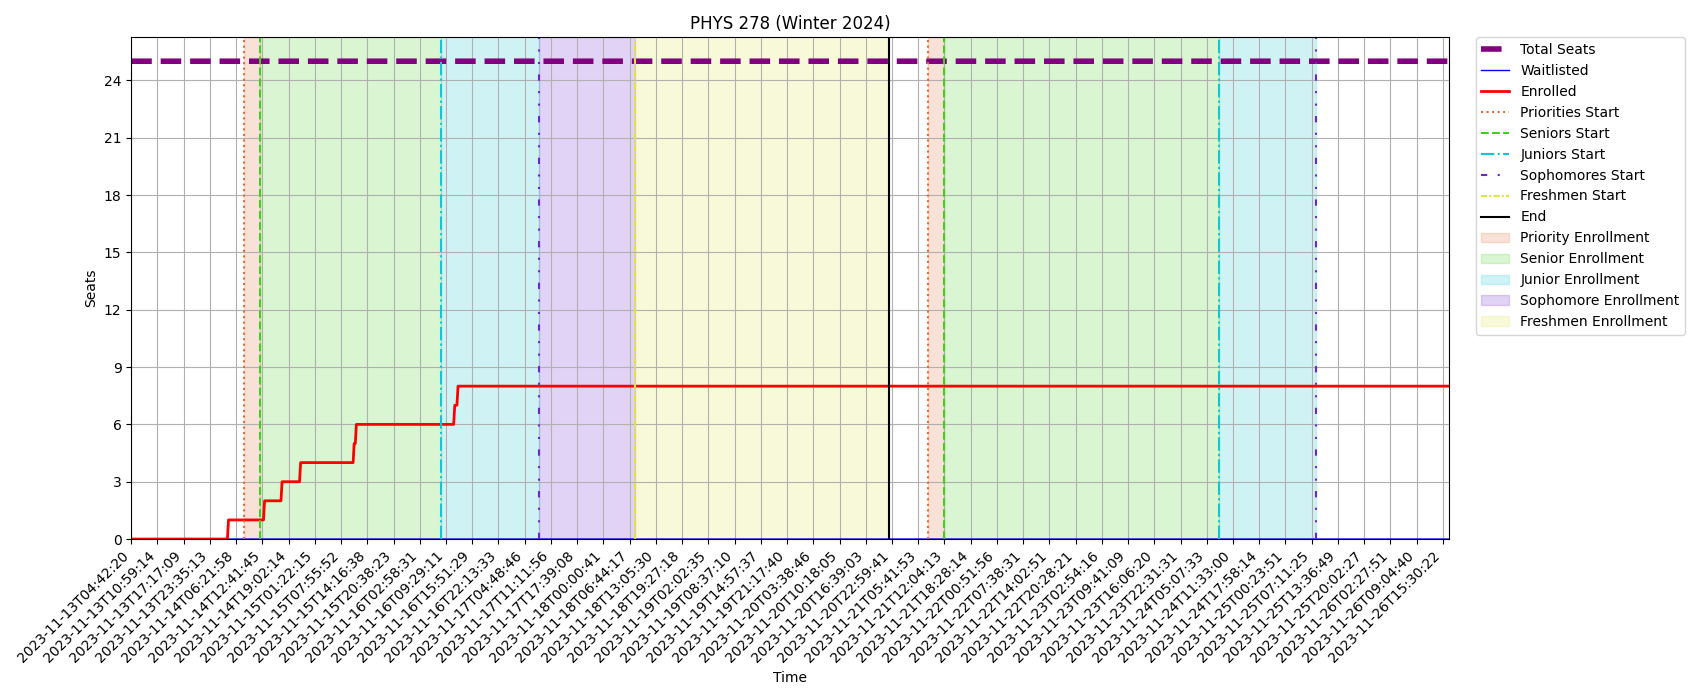 PHYS 278 (Winter 2024)
Seats
24
21
18
15
12
9
6
3
0
2023-11-13T04:42:20
2023-11-13T10:59:14
2023-11-13T17:17:09
2023-11-13T23:35:13
2023-11-14T06:21:58
2023-11-14T12:41:45
2023-11-14T19:02:14
2023-11-15T01:22:15
2023-11-15T07:55:52
2023-11-15T14:16:38
2023-11-15T20:38:23
2023-11-16T02:58:31
2023-11-16T09:29:11
2023-11-16T15:51:29
2023-11-16T22:13:33
2023-11-17T04:48:46
2023-11-17T11:11:56
2023-11-17T17:39:08
2023-11-18T00:00:41
2023-11-18T06:44:17
2023-11-18T13:05:30
2023-11-18T19:27:18
2023-11-19T02:02:35
2023-11-19T08:37:10
2023-11-19T14:57:37
2023-11-19T21:17:40
2023-11-20T03:38:46
2023-11-20T10:18:05
2023-11-20T16:39:03
2023-11-20T22:59:41
2023-11-21T05:41:53
2023-11-21T12:04:13
2023-11-21T18:28:14
2023-11-22T00:51:56
2023-11-22T07:38:31
2023-11-22T14:02:51
2023-11-22T20:28:21
2023-11-23T02:54:16
2023-11-23T09:41:09
2023-11-23T16:06:20
2023-11-23T22:31:31
2023-11-24T05:07:33
2023-11-24T11:33:00
2023-11-24T17:58:14
2023-11-25T00:23:51
2023-11-25T07:11:25
2023-11-25T13:36:49
2023-11-25T20:02:27
2023-11-26T02:27:51
2023-11-26T09:04:40
2023-11-26T15:30:22
Time
Total Seats
Waitlisted
Enrolled
Priorities Start
Seniors Start
Juniors Start
Sophomores Start
Freshmen Start
End
Priority Enrollment
Senior Enrollment
Junior Enrollment
Sophomore Enrollment
Freshmen Enrollment